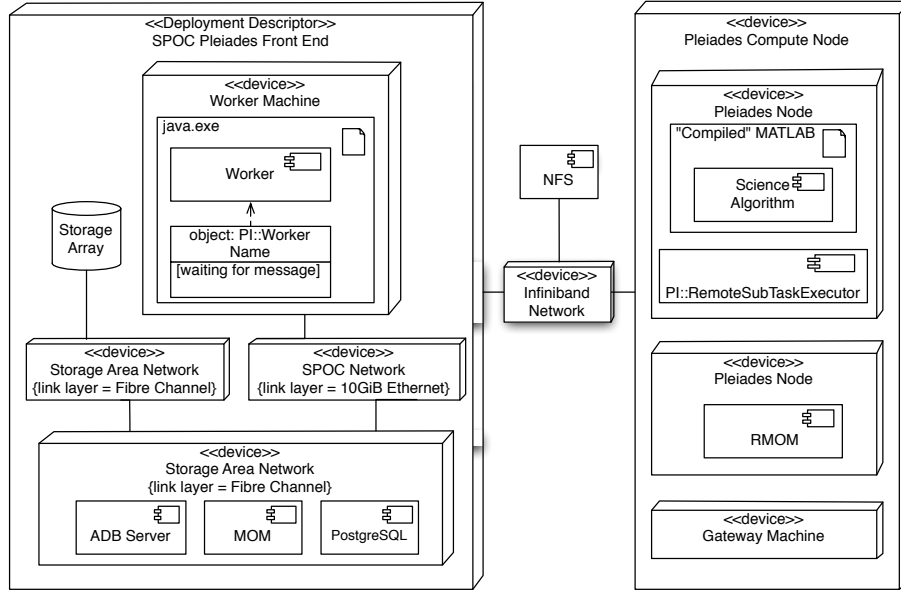 <<Deployment Descriptor>>
SPOC Pleiades Front End
<<device>>
Worker Machine
java.exe
Worker
object: PI::Worker
Name
[waiting for message]
Storage
Array
<<device>>
Storage Area Network
{link layer = Fibre Channel}
<<device>>
SPOC Network
{link layer = 10GiB Ethernet}
<<device>>
Storage Area Network
{link layer = Fibre Channel}
ADB Server
MOM
PostgreSQL
NFS
<<device>>
Infiniband
Network
<<device>>
Pleiades Compute Node
<<device>>
Pleiades Node
"Compiled" MATLAB
Science
Algorithm
PI::RemoteSubTaskExecutor
<<device>>
Pleiades Node
RMOM
<<device>>
Gateway Machine